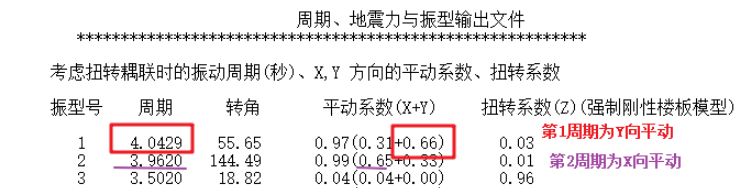 周期、地震力与振型输出文件
******************************************************
考虑扭转耦联时的振动周期(秒)、X,Y 方向的平动系数、扭转系数
振型号 周期 转角 平动系数(X+Y) 扭转系数(Z)(强制刚性楼板模型)
1 4.0429 55.65 0.97(0.31+0.66) 0.03 第1周期为Y向平动
2 3.9620 144.49 0.99(0.65+0.33) 0.01 第2周期为X向平动
3 3.5020 18.82 0.04(0.04+0.00) 0.96